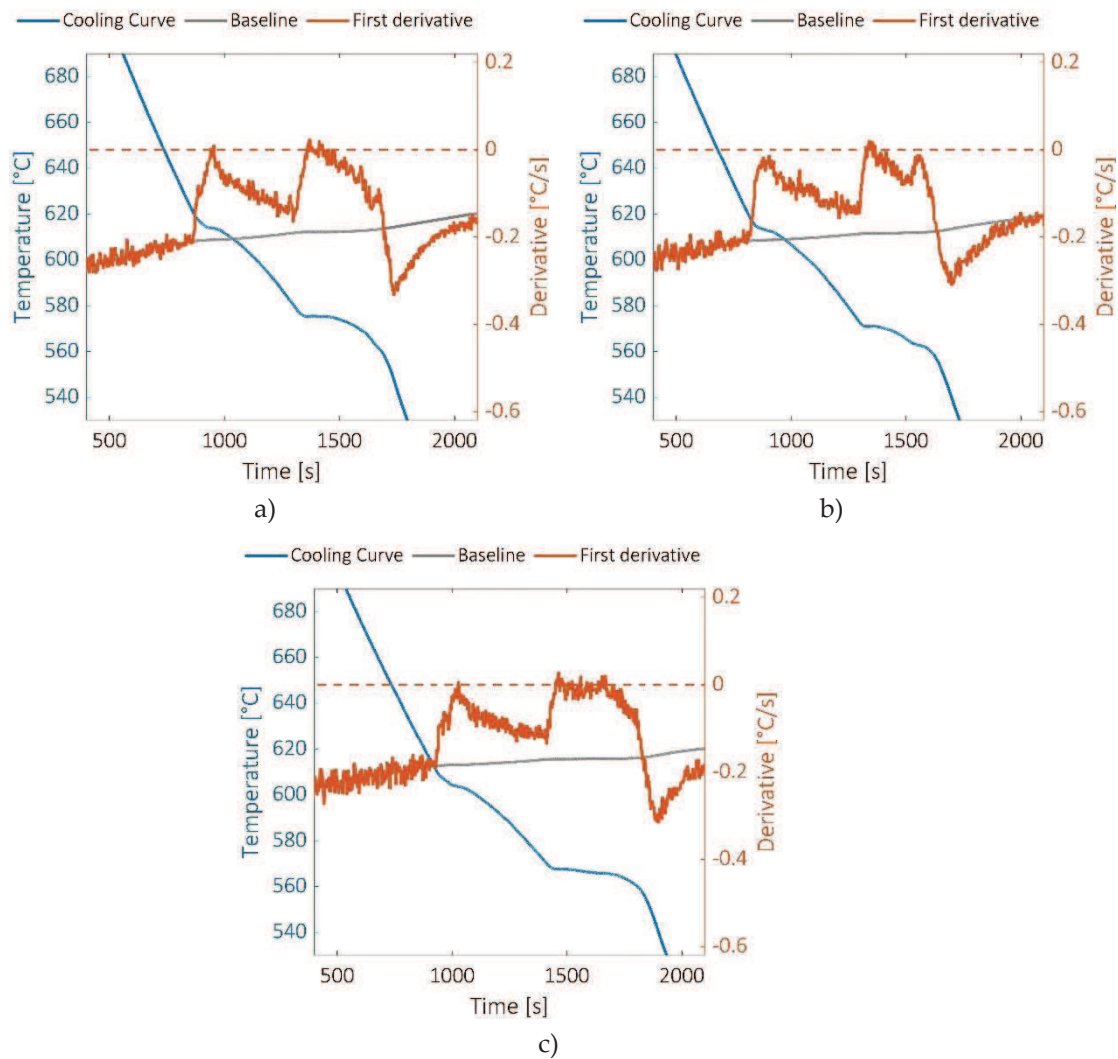 Cooling Curve Baseline First derivative
Temperature [°C]
680
660
640
620
600
580
560
540
0.2
0
-0.2
-0.4
-0.6
Derivative [°C/s]
500 1000 1500 2000
Time [s]
a)
Cooling Curve Baseline First derivative
Temperature [°C]
680
660
640
620
600
580
560
540
0.2
0
-0.2
-0.4
-0.6
Derivative [°C/s]
500 1000 1500 2000
Time [s]
b)
Cooling Curve Baseline First derivative
Temperature [°C]
680
660
640
620
600
580
560
540
0.2
0
-0.2
-0.4
-0.6
Derivative [°C/s]
500 1000 1500 2000
Time [s]
c)